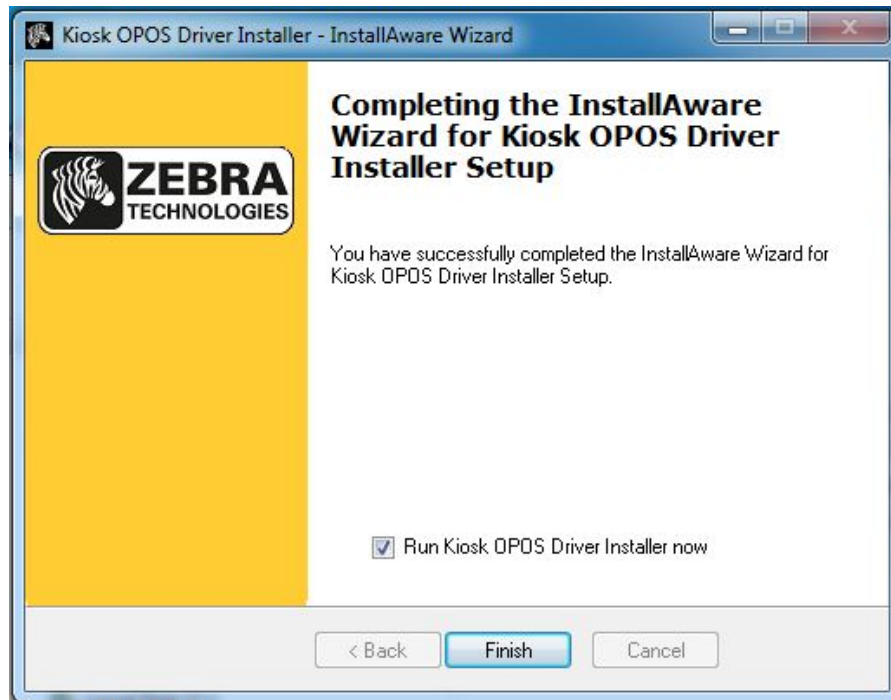 Kiosk OPOS Driver Installer - InstallAware Wizard
ZEBRA
TECHNOLOGIES
Completing the InstallAware
Wizard for Kiosk OPOS Driver
Installer Setup
You have successfully completed the InstallAware Wizard for
Kiosk OPOS Driver Installer Setup.
Run Kiosk OPOS Driver Installer now
< Back
Finish
Cancel